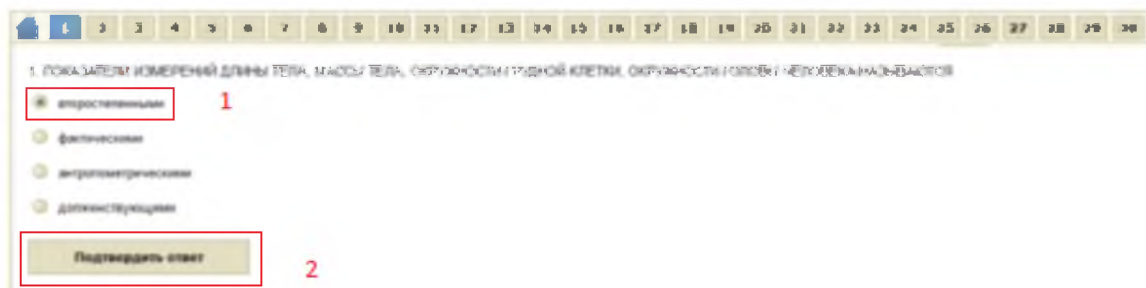 1 2 3 4 5 6 7 8 9 10 11 12 13 14 15 16 17 18 19 20 21 22 23 24 25 26 27 28 29 30
1. ПОКАЗАТЕЛИ ИЗМЕРЕНИЙ ДЛИНЫ ТЕЛА, МАССЫ ТЕЛА, ОКРУЖНОСТИ ГРУДНОЙ КЛЕТКИ, ОКРУЖНОСТИ ГОЛОВЫ ЧЕЛОВЕКА НАЗЫВАЮТСЯ
второстепенными 1
фактическими
антропометрическими
долженствующими
Подтвердить ответ 2